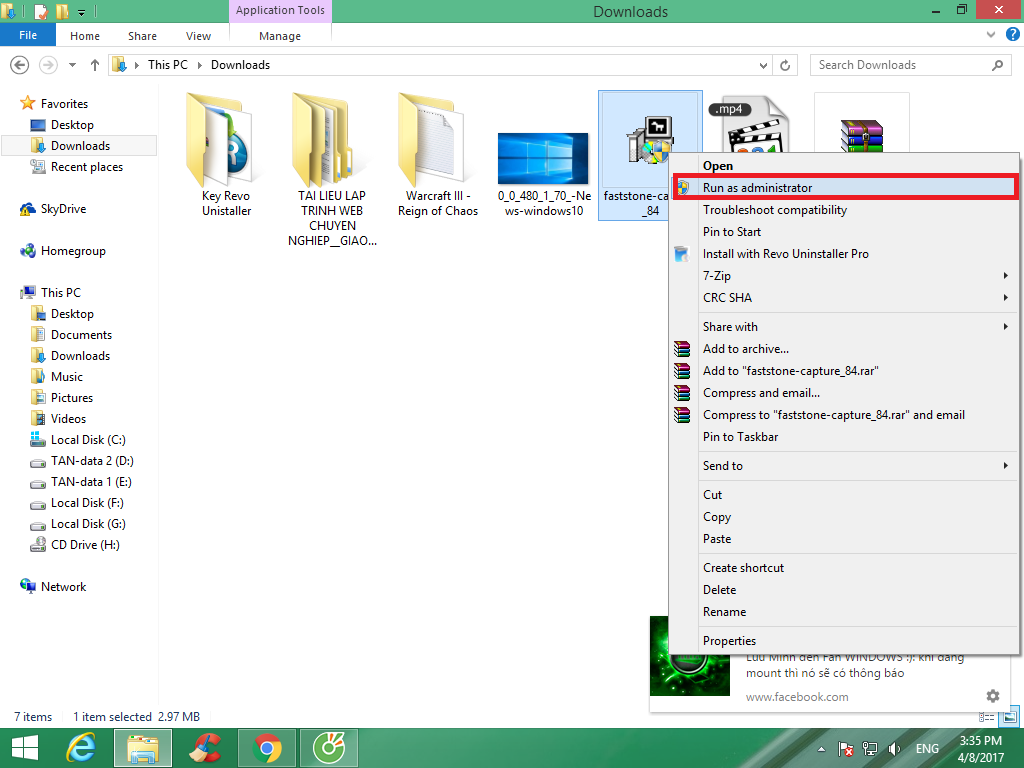 Application Tools
Downloads
File
Home
Share
View
Manage
This PC
Downloads
Search Downloads
Favorites
Desktop
Downloads
Recent places
SkyDrive
Homegroup
This PC
Desktop
Documents
Downloads
Music
Pictures
Videos
Local Disk (C:)
TAN-data 2 (D:)
TAN-data 1 (E:)
Local Disk (F:)
Local Disk (G:)
CD Drive (H:)
Network
Key Revo
Unistaller
TAI LIEU LAP
TRINH WEB
CHUYEN
NGHIEP__GIAO...
Warcraft III -
Reign of Chaos
0_0_480_1_70_-Ne
ws-windows10
faststone-ca
_84
.mp4
Open
Run as administrator
Troubleshoot compatibility
Pin to Start
Install with Revo Uninstaller Pro
7-Zip
CRC SHA
Share with
Add to archive...
Add to "faststone-capture_84.rar"
Compress and email...
Compress to "faststone-capture_84.rar" and email
Pin to Taskbar
Send to
Cut
Copy
Paste
Create shortcut
Delete
Rename
Properties
Lưu Minh đến Fan WINDOWS :): khi đang
mount thì nó sẽ có thông báo
www.facebook.com
7 items
1 item selected 2.97 MB
ENG
3:35 PM
4/8/2017